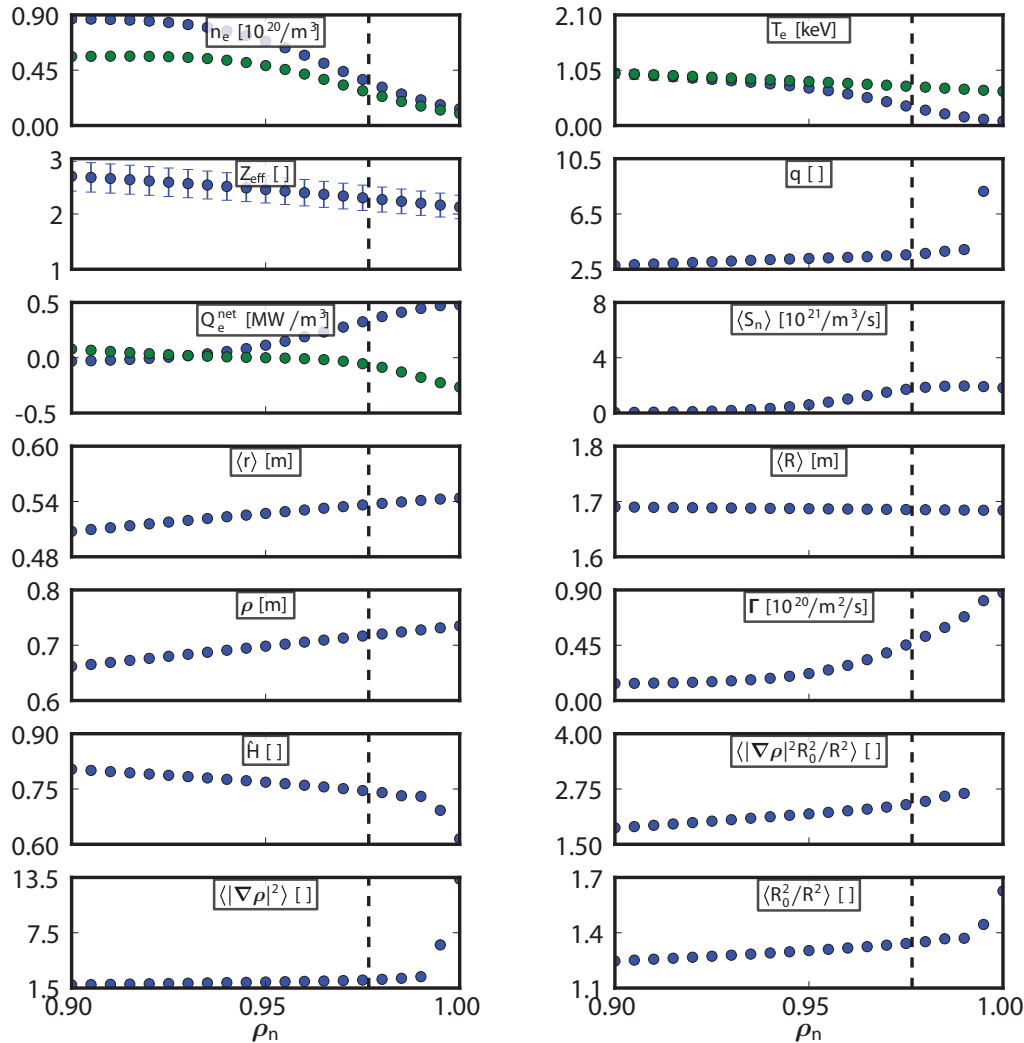 0.90
n_e [10^20/m^3]
0.45
0.00
2.10
T_e [keV]
1.05
0.00
3
Z_eff [ ]
2
1
10.5
q [ ]
6.5
2.5
0.5
Q_e^net [MW/m^3]
0.0
-0.5
8
⟨S_n⟩ [10^21/m^3/s]
4
0
0.60
⟨r⟩ [m]
0.54
0.48
1.8
⟨R⟩ [m]
1.7
1.6
0.8
ρ [m]
0.7
0.6
0.90
Γ [10^20/m^2/s]
0.45
0.00
0.90
Ĥ [ ]
0.75
0.60
4.00
⟨|∇ρ|^2R_0^2/R^2⟩ [ ]
2.75
1.50
13.5
⟨|∇ρ|^2⟩ [ ]
7.5
1.5
0.90 0.95 1.00
ρ_n
1.7
⟨R_0^2/R^2⟩ [ ]
1.4
1.1
0.90 0.95 1.00
ρ_n